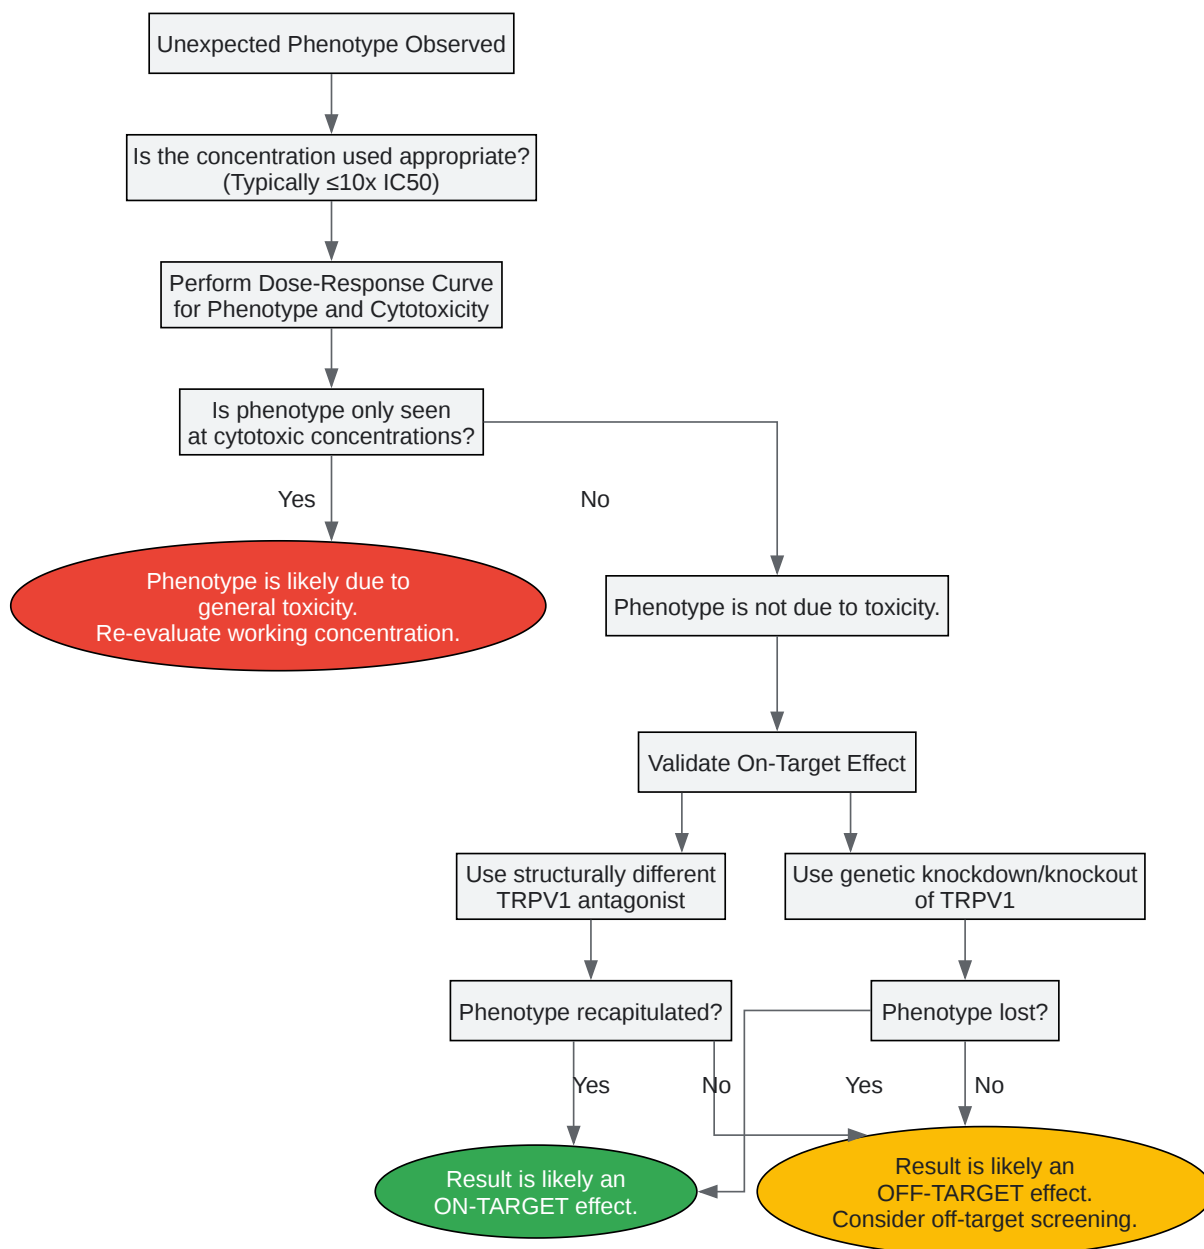 Unexpected Phenotype Observed
Is the concentration used appropriate?
(Typically ≤10x IC50)
Perform Dose-Response Curve
for Phenotype and Cytotoxicity
Is phenotype only seen
at cytotoxic concentrations?
Yes
No
Phenotype is likely due to
general toxicity.
Re-evaluate working concentration.
Phenotype is not due to toxicity.
Validate On-Target Effect
Use structurally different
TRPV1 antagonist
Use genetic knockdown/knockout
of TRPV1
Phenotype recapitulated?
Phenotype lost?
Yes
No
Yes
No
Result is likely an
ON-TARGET effect.
Result is likely an
OFF-TARGET effect.
Consider off-target screening.